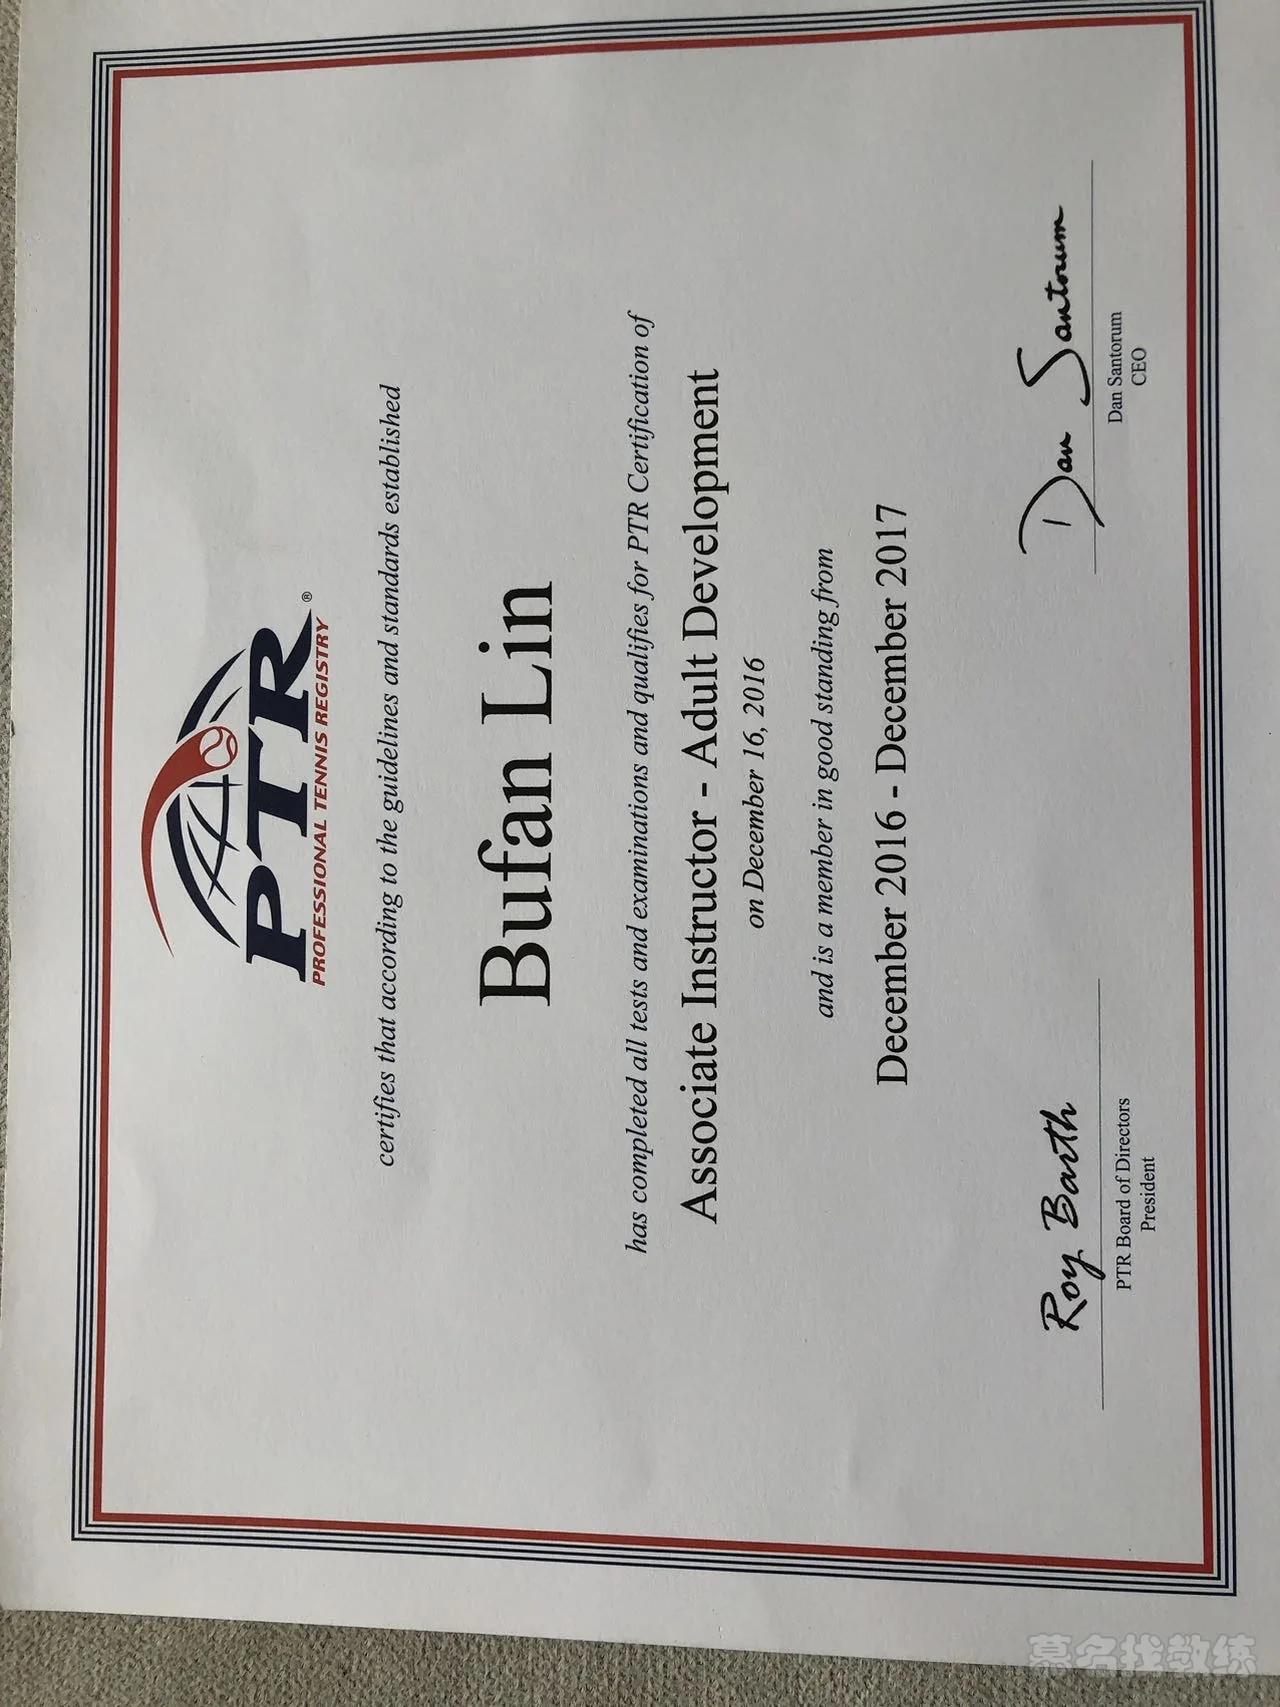 PTR®
PROFESSIONAL TENNIS REGISTRY
certifies that according to the guidelines and standards established
Bufan Lin
has completed all tests and examinations and qualifies for PTR Certification of
Associate Instructor - Adult Development
on December 16, 2016
and is a member in good standing from
December 2016 - December 2017
Roy Barth
PTR Board of Directors
President
Dan Santorum
Dan Santorum
CEO
慕名找教练